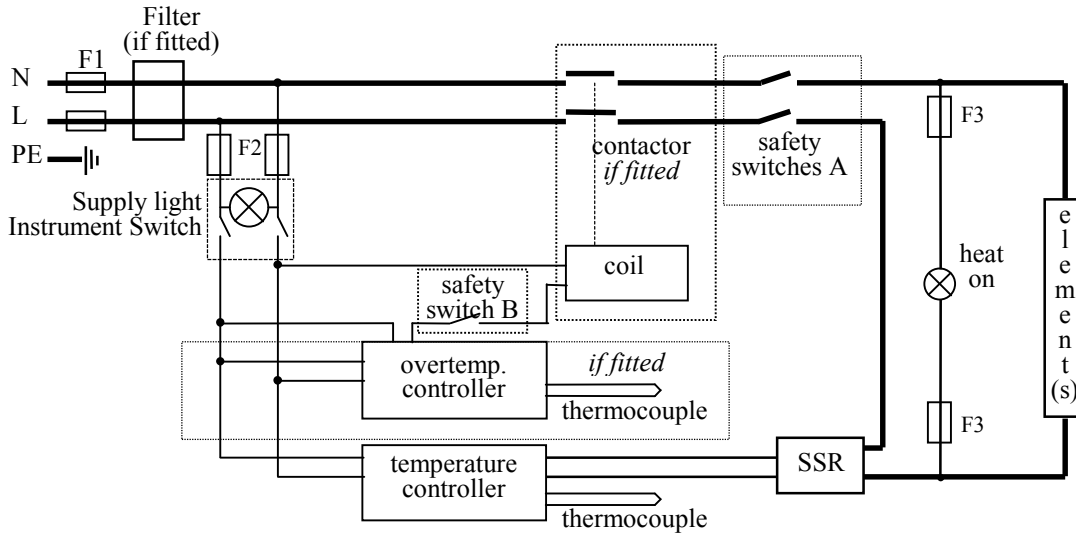 Filter
(if fitted)
F1
N
L
PE
F2
Supply light
Instrument Switch
contactor
if fitted
safety
switches A
F3
coil
safety
switch B
heat
on
element(s)
overtemp.
controller
if fitted
thermocouple
F3
temperature
controller
SSR
thermocouple